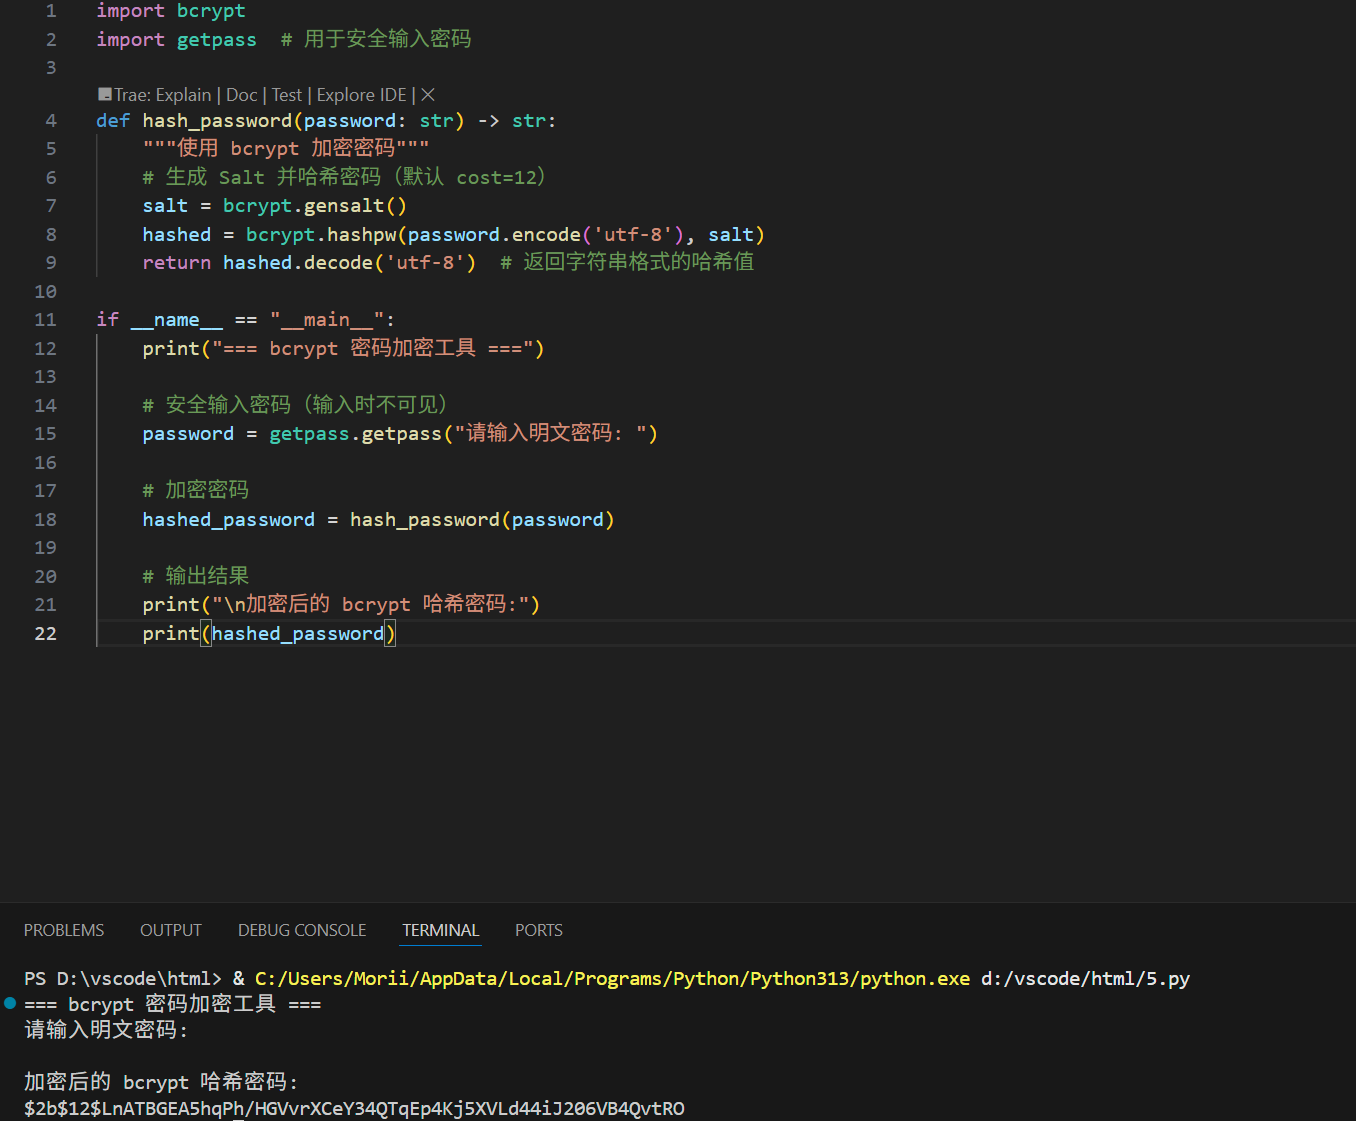 1 import bcrypt
2 import getpass  # 用于安全输入密码
3
Trae: Explain | Doc | Test | Explore IDE | ×
4 def hash_password(password: str) -> str:
5     """使用 bcrypt 加密密码"""
6     # 生成 Salt 并哈希密码（默认 cost=12）
7     salt = bcrypt.gensalt()
8     hashed = bcrypt.hashpw(password.encode('utf-8'), salt)
9     return hashed.decode('utf-8')  # 返回字符串格式的哈希值
10
11 if __name__ == "__main__":
12     print("=== bcrypt 密码加密工具 ===")
13
14     # 安全输入密码（输入时不可见）
15     password = getpass.getpass("请输入明文密码: ")
16
17     # 加密密码
18     hashed_password = hash_password(password)
19
20     # 输出结果
21     print("\n加密后的 bcrypt 哈希密码:")
22     print(hashed_password)
PROBLEMS OUTPUT DEBUG CONSOLE TERMINAL PORTS
PS D:\vscode\html> & C:/Users/Morii/AppData/Local/Programs/Python/Python313/python.exe d:/vscode/html/5.py
=== bcrypt 密码加密工具 ===
请输入明文密码:
加密后的 bcrypt 哈希密码:
$2b$12$LnATBGEA5hqPh/HGVvrXCeY34QTqEp4Kj5XVLd44iJ206VB4QvtRO